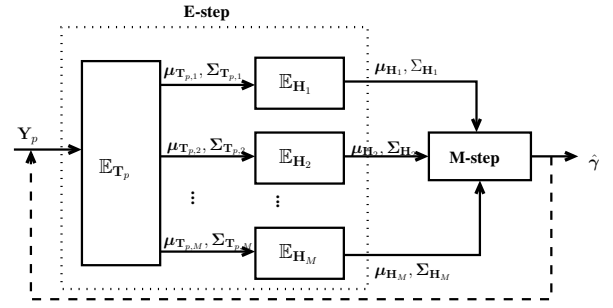 E-step
μ_{T_{p,1}}, Σ_{T_{p,1}}
𝔼_{H_1}
μ_{H_1}, Σ_{H_1}
Y_p
𝔼_{T_p}
μ_{T_{p,2}}, Σ_{T_{p,2}}
𝔼_{H_2}
μ_{H_2}, Σ_{H_2}
M-step
γ̂
...
...
μ_{T_{p,M}}, Σ_{T_{p,M}}
𝔼_{H_M}
μ_{H_M}, Σ_{H_M}